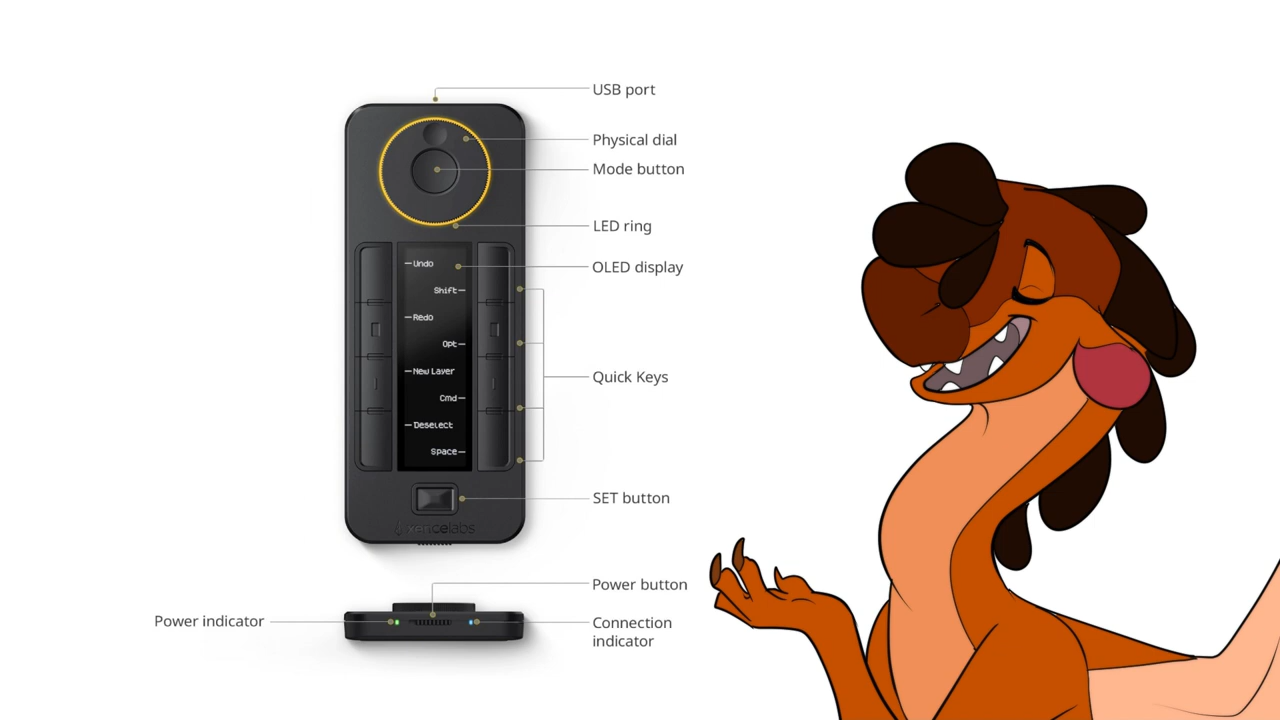 USB port
Physical dial
Mode button
LED ring
OLED display
Undo
Shift
Redo
Opt
New Layer
Cmd
Deselect
Space
Quick Keys
SET button
xencelabs
Power button
Power indicator
Connection
indicator